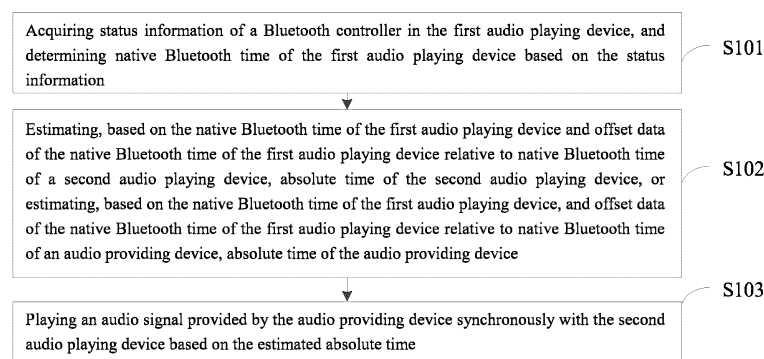 Acquiring status information of a Bluetooth controller in the first audio playing device, and
determining native Bluetooth time of the first audio playing device based on the status
information
S101
Estimating, based on the native Bluetooth time of the first audio playing device and offset data
of the native Bluetooth time of the first audio playing device relative to native Bluetooth time
of a second audio playing device, absolute time of the second audio playing device, or
estimating, based on the native Bluetooth time of the first audio playing device, and offset data
of the native Bluetooth time of the first audio playing device relative to native Bluetooth time
of an audio providing device, absolute time of the audio providing device
S102
Playing an audio signal provided by the audio providing device synchronously with the second
audio playing device based on the estimated absolute time
S103